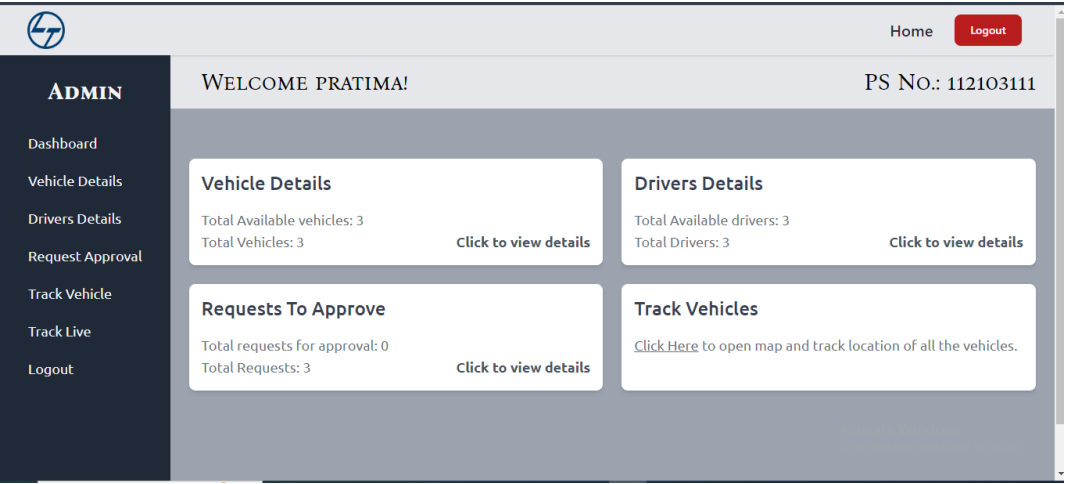 LT
Home
Logout
ADMIN
WELCOME PRATIMA!
PS NO.: 112103111
Dashboard
Vehicle Details
Drivers Details
Request Approval
Track Vehicle
Track Live
Logout
Vehicle Details
Total Available vehicles: 3
Total Vehicles: 3
Click to view details
Drivers Details
Total Available drivers: 3
Total Drivers: 3
Click to view details
Requests To Approve
Total requests for approval: 0
Total Requests: 3
Click to view details
Track Vehicles
Click Here to open map and track location of all the vehicles.